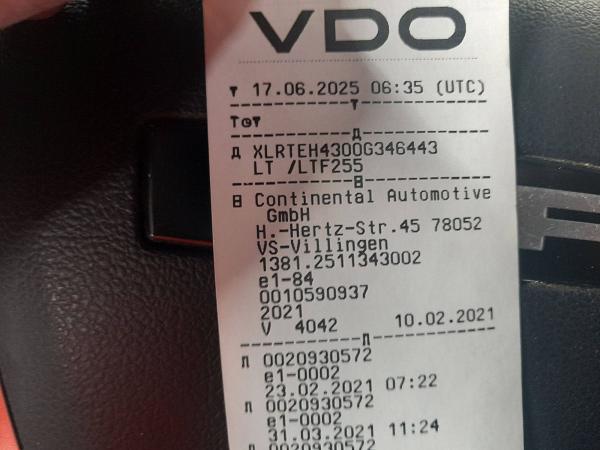 VDO
▼ 17.06.2025 06:35 (UTC)
T⊙▼
XLRTEH4300G346443
LT /LTF255
Continental Automotive
GmbH
H.-Hertz-Str.45 78052
VS-Villingen
1381.2511343002
e1-84
0010590937
2021
V 4042 10.02.2021
0020930572
e1-0002
23.02.2021 07:22
0020930572
e1-0002
31.03.2021 11:24
0020930572